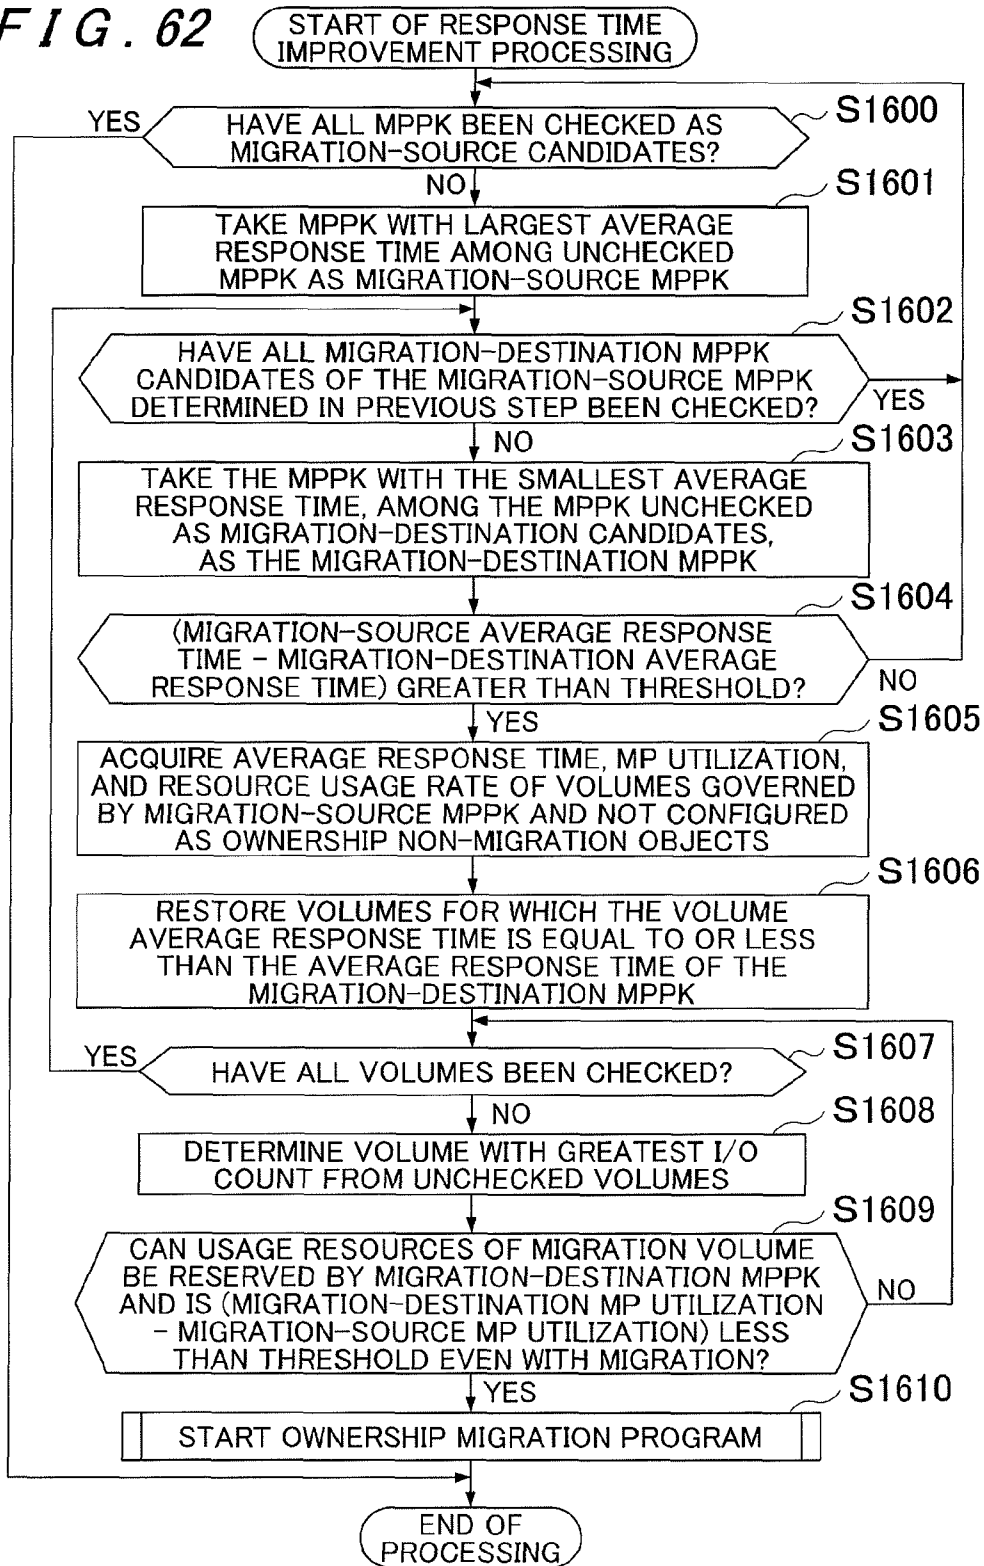 FIG. 62
START OF RESPONSE TIME
IMPROVEMENT PROCESSING
YES
S1600
HAVE ALL MPPK BEEN CHECKED AS
MIGRATION-SOURCE CANDIDATES?
NO
S1601
TAKE MPPK WITH LARGEST AVERAGE
RESPONSE TIME AMONG UNCHECKED
MPPK AS MIGRATION-SOURCE MPPK
S1602
HAVE ALL MIGRATION-DESTINATION MPPK
CANDIDATES OF THE MIGRATION-SOURCE MPPK
DETERMINED IN PREVIOUS STEP BEEN CHECKED?
YES
NO
S1603
TAKE THE MPPK WITH THE SMALLEST AVERAGE
RESPONSE TIME, AMONG THE MPPK UNCHECKED
AS MIGRATION-DESTINATION CANDIDATES,
AS THE MIGRATION-DESTINATION MPPK
S1604
(MIGRATION-SOURCE AVERAGE RESPONSE
TIME - MIGRATION-DESTINATION AVERAGE
RESPONSE TIME) GREATER THAN THRESHOLD?
NO
YES
S1605
ACQUIRE AVERAGE RESPONSE TIME, MP UTILIZATION,
AND RESOURCE USAGE RATE OF VOLUMES GOVERNED
BY MIGRATION-SOURCE MPPK AND NOT CONFIGURED
AS OWNERSHIP NON-MIGRATION OBJECTS
S1606
RESTORE VOLUMES FOR WHICH THE VOLUME
AVERAGE RESPONSE TIME IS EQUAL TO OR LESS
THAN THE AVERAGE RESPONSE TIME OF THE
MIGRATION-DESTINATION MPPK
YES
S1607
HAVE ALL VOLUMES BEEN CHECKED?
NO
S1608
DETERMINE VOLUME WITH GREATEST I/O
COUNT FROM UNCHECKED VOLUMES
S1609
CAN USAGE RESOURCES OF MIGRATION VOLUME
BE RESERVED BY MIGRATION-DESTINATION MPPK
AND IS (MIGRATION-DESTINATION MP UTILIZATION
- MIGRATION-SOURCE MP UTILIZATION) LESS
THAN THRESHOLD EVEN WITH MIGRATION?
NO
YES
S1610
START OWNERSHIP MIGRATION PROGRAM
END OF
PROCESSING